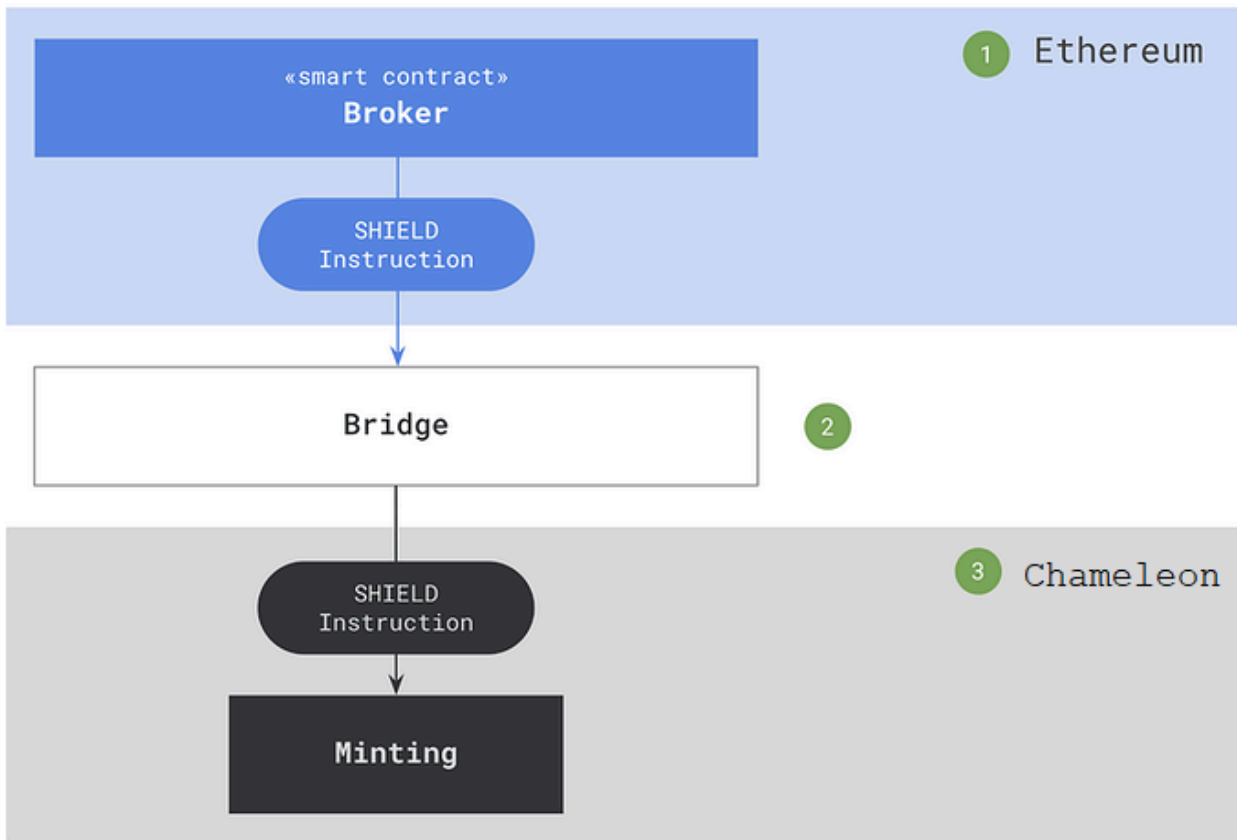 «smart contract»
Broker
1 Ethereum
SHIELD
Instruction
Bridge
2
SHIELD
Instruction
3 Chameleon
Minting